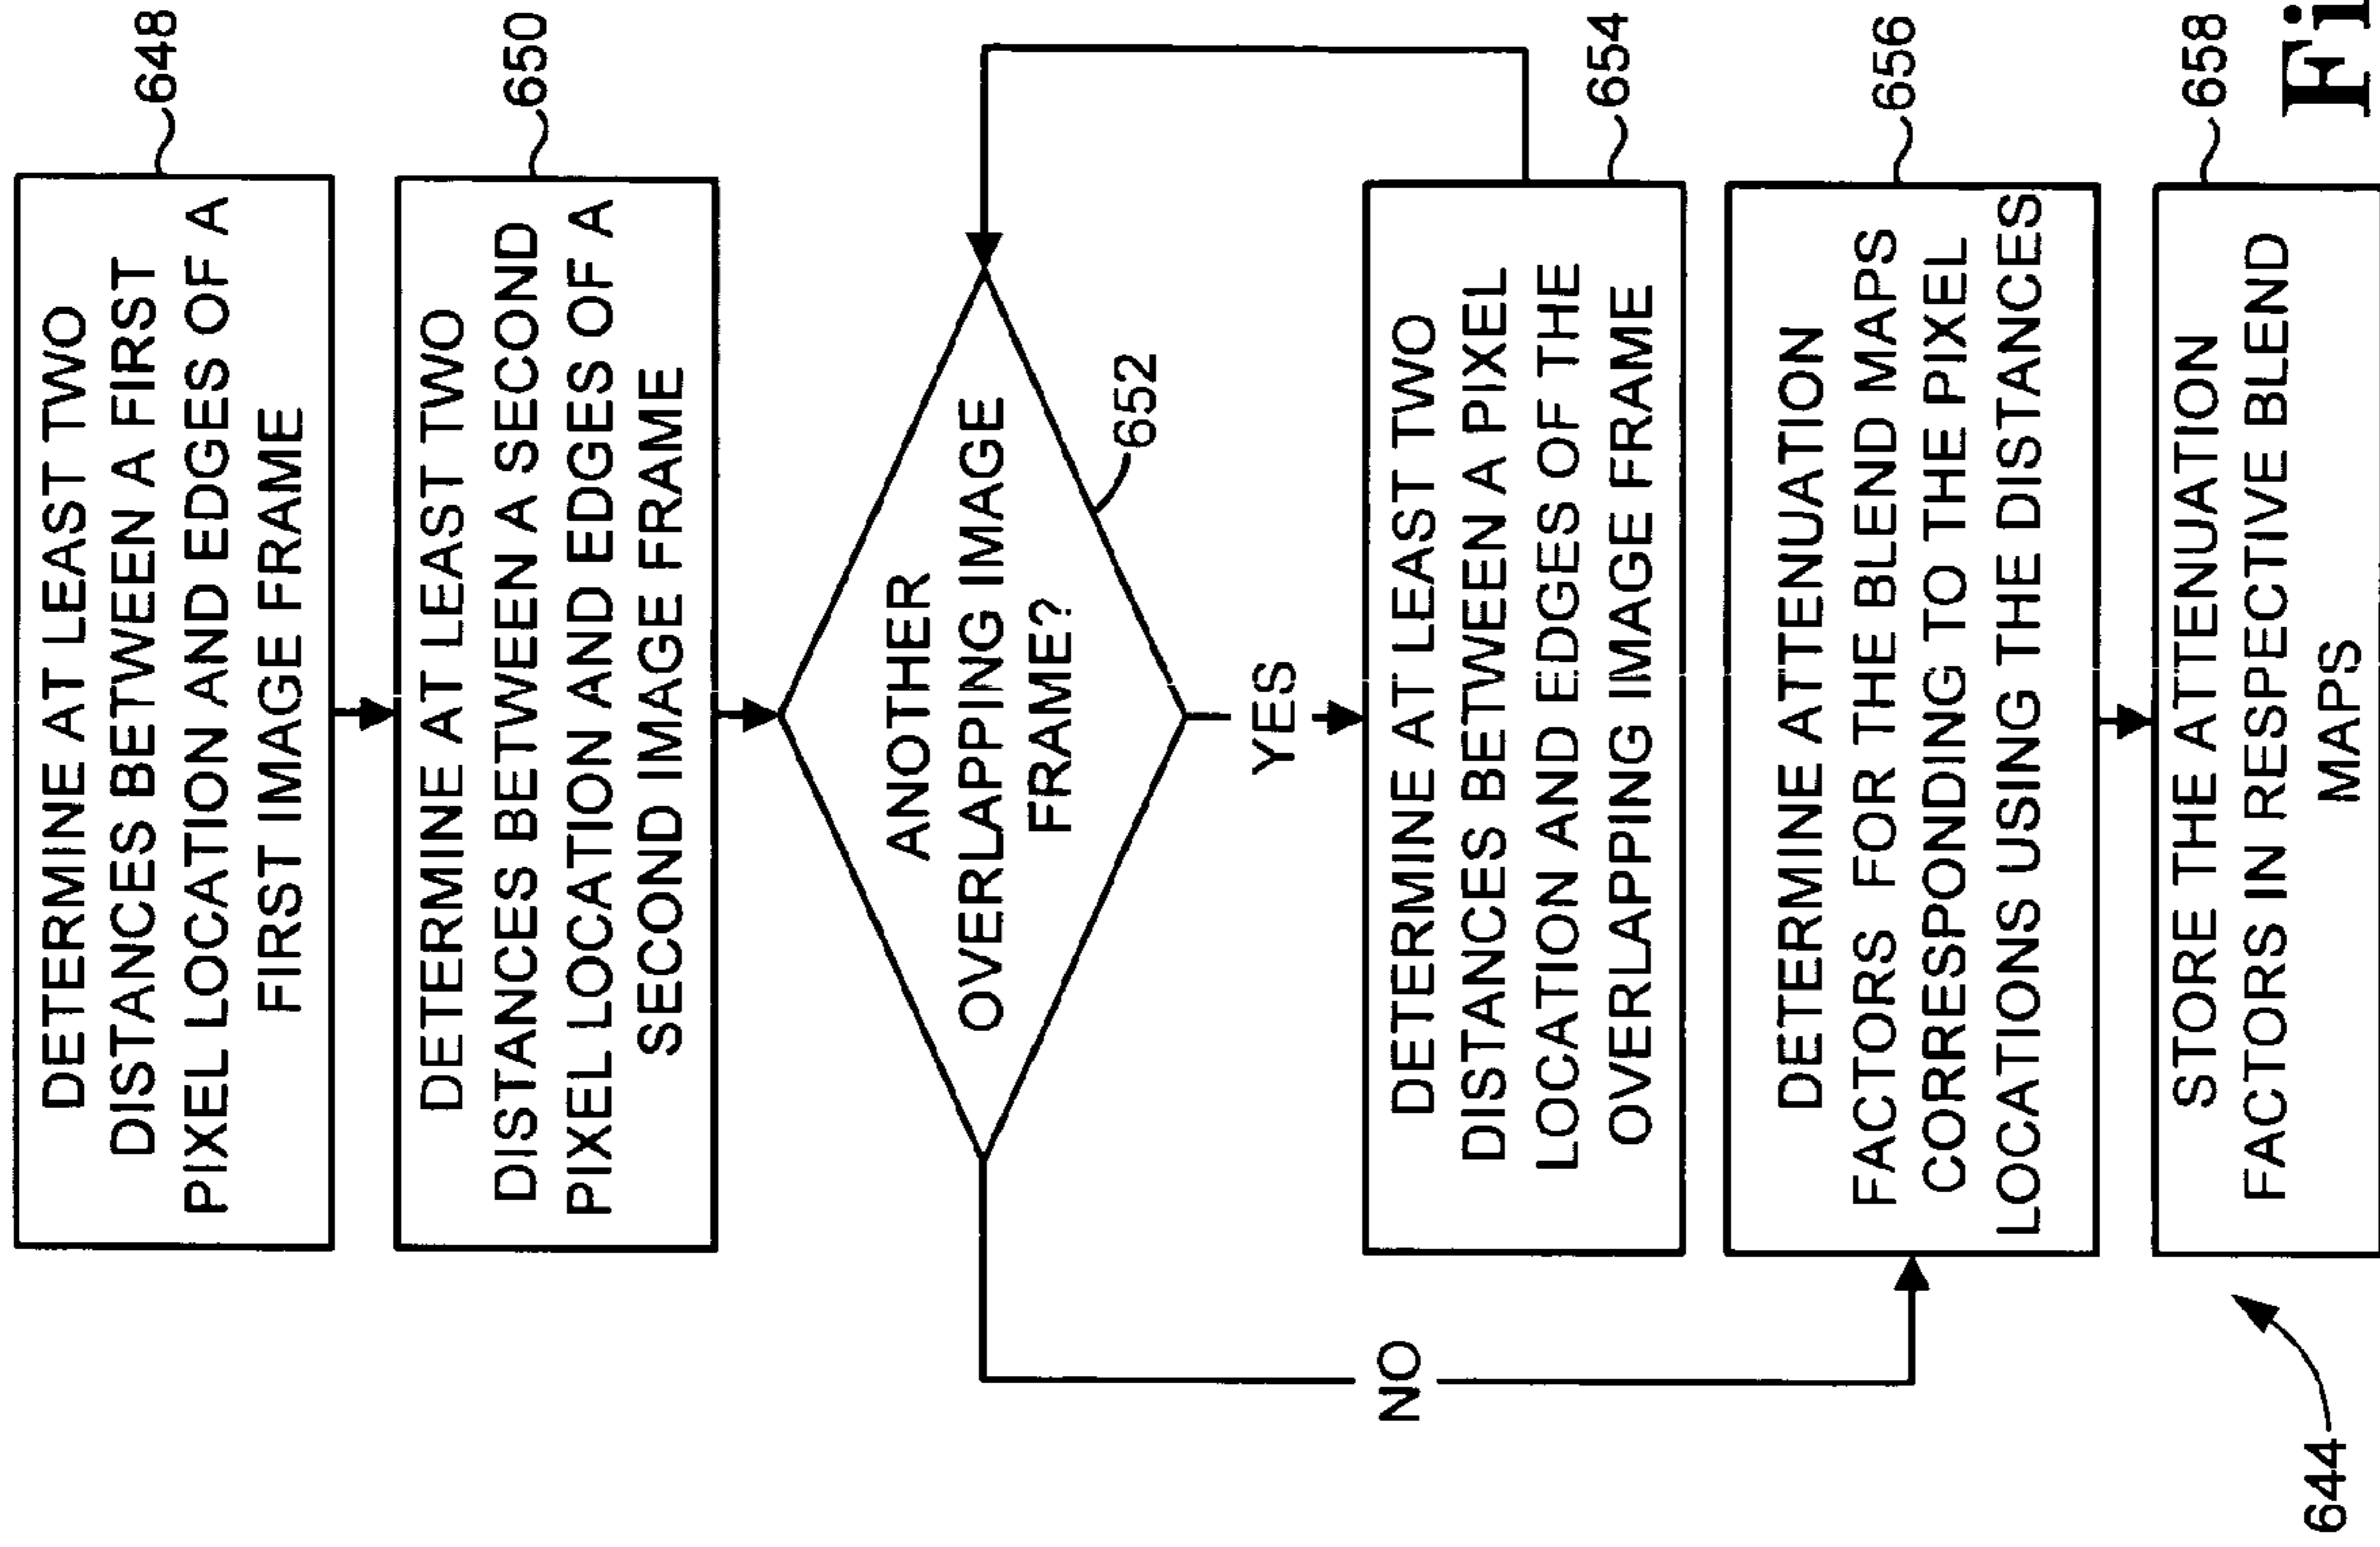 DETERMINE AT LEAST TWO
DISTANCES BETWEEN A FIRST
PIXEL LOCATION AND EDGES OF A
FIRST IMAGE FRAME
648
DETERMINE AT LEAST TWO
DISTANCES BETWEEN A SECOND
PIXEL LOCATION AND EDGES OF A
SECOND IMAGE FRAME
650
ANOTHER
OVERLAPPING IMAGE
FRAME?
652
YES
NO
DETERMINE AT LEAST TWO
DISTANCES BETWEEN A PIXEL
LOCATION AND EDGES OF THE
OVERLAPPING IMAGE FRAME
654
DETERMINE ATTENUATION
FACTORS FOR THE BLEND MAPS
CORRESPONDING TO THE PIXEL
LOCATIONS USING THE DISTANCES
656
STORE THE ATTENUATION
FACTORS IN RESPECTIVE BLEND
MAPS
658
644
Fi